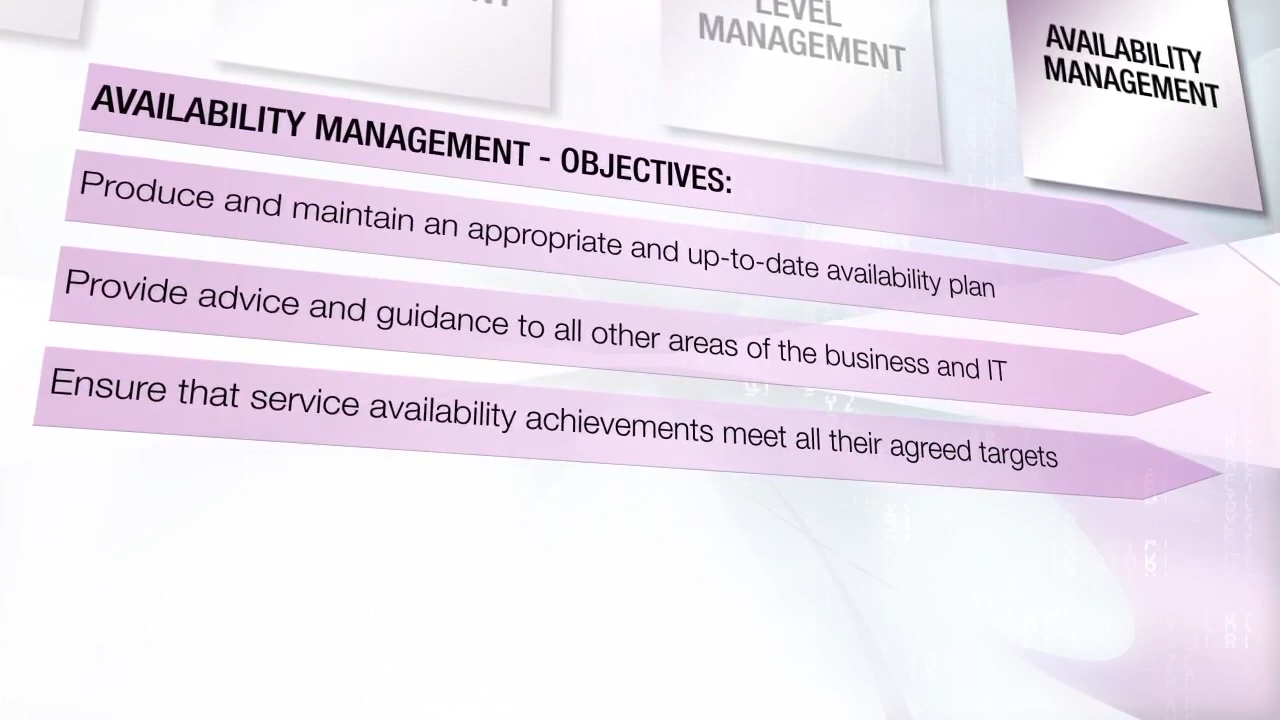 LEVEL
MANAGEMENT
AVAILABILITY
MANAGEMENT
AVAILABILITY MANAGEMENT - OBJECTIVES:
Produce and maintain an appropriate and up-to-date availability plan
Provide advice and guidance to all other areas of the business and IT
Ensure that service availability achievements meet all their agreed targets